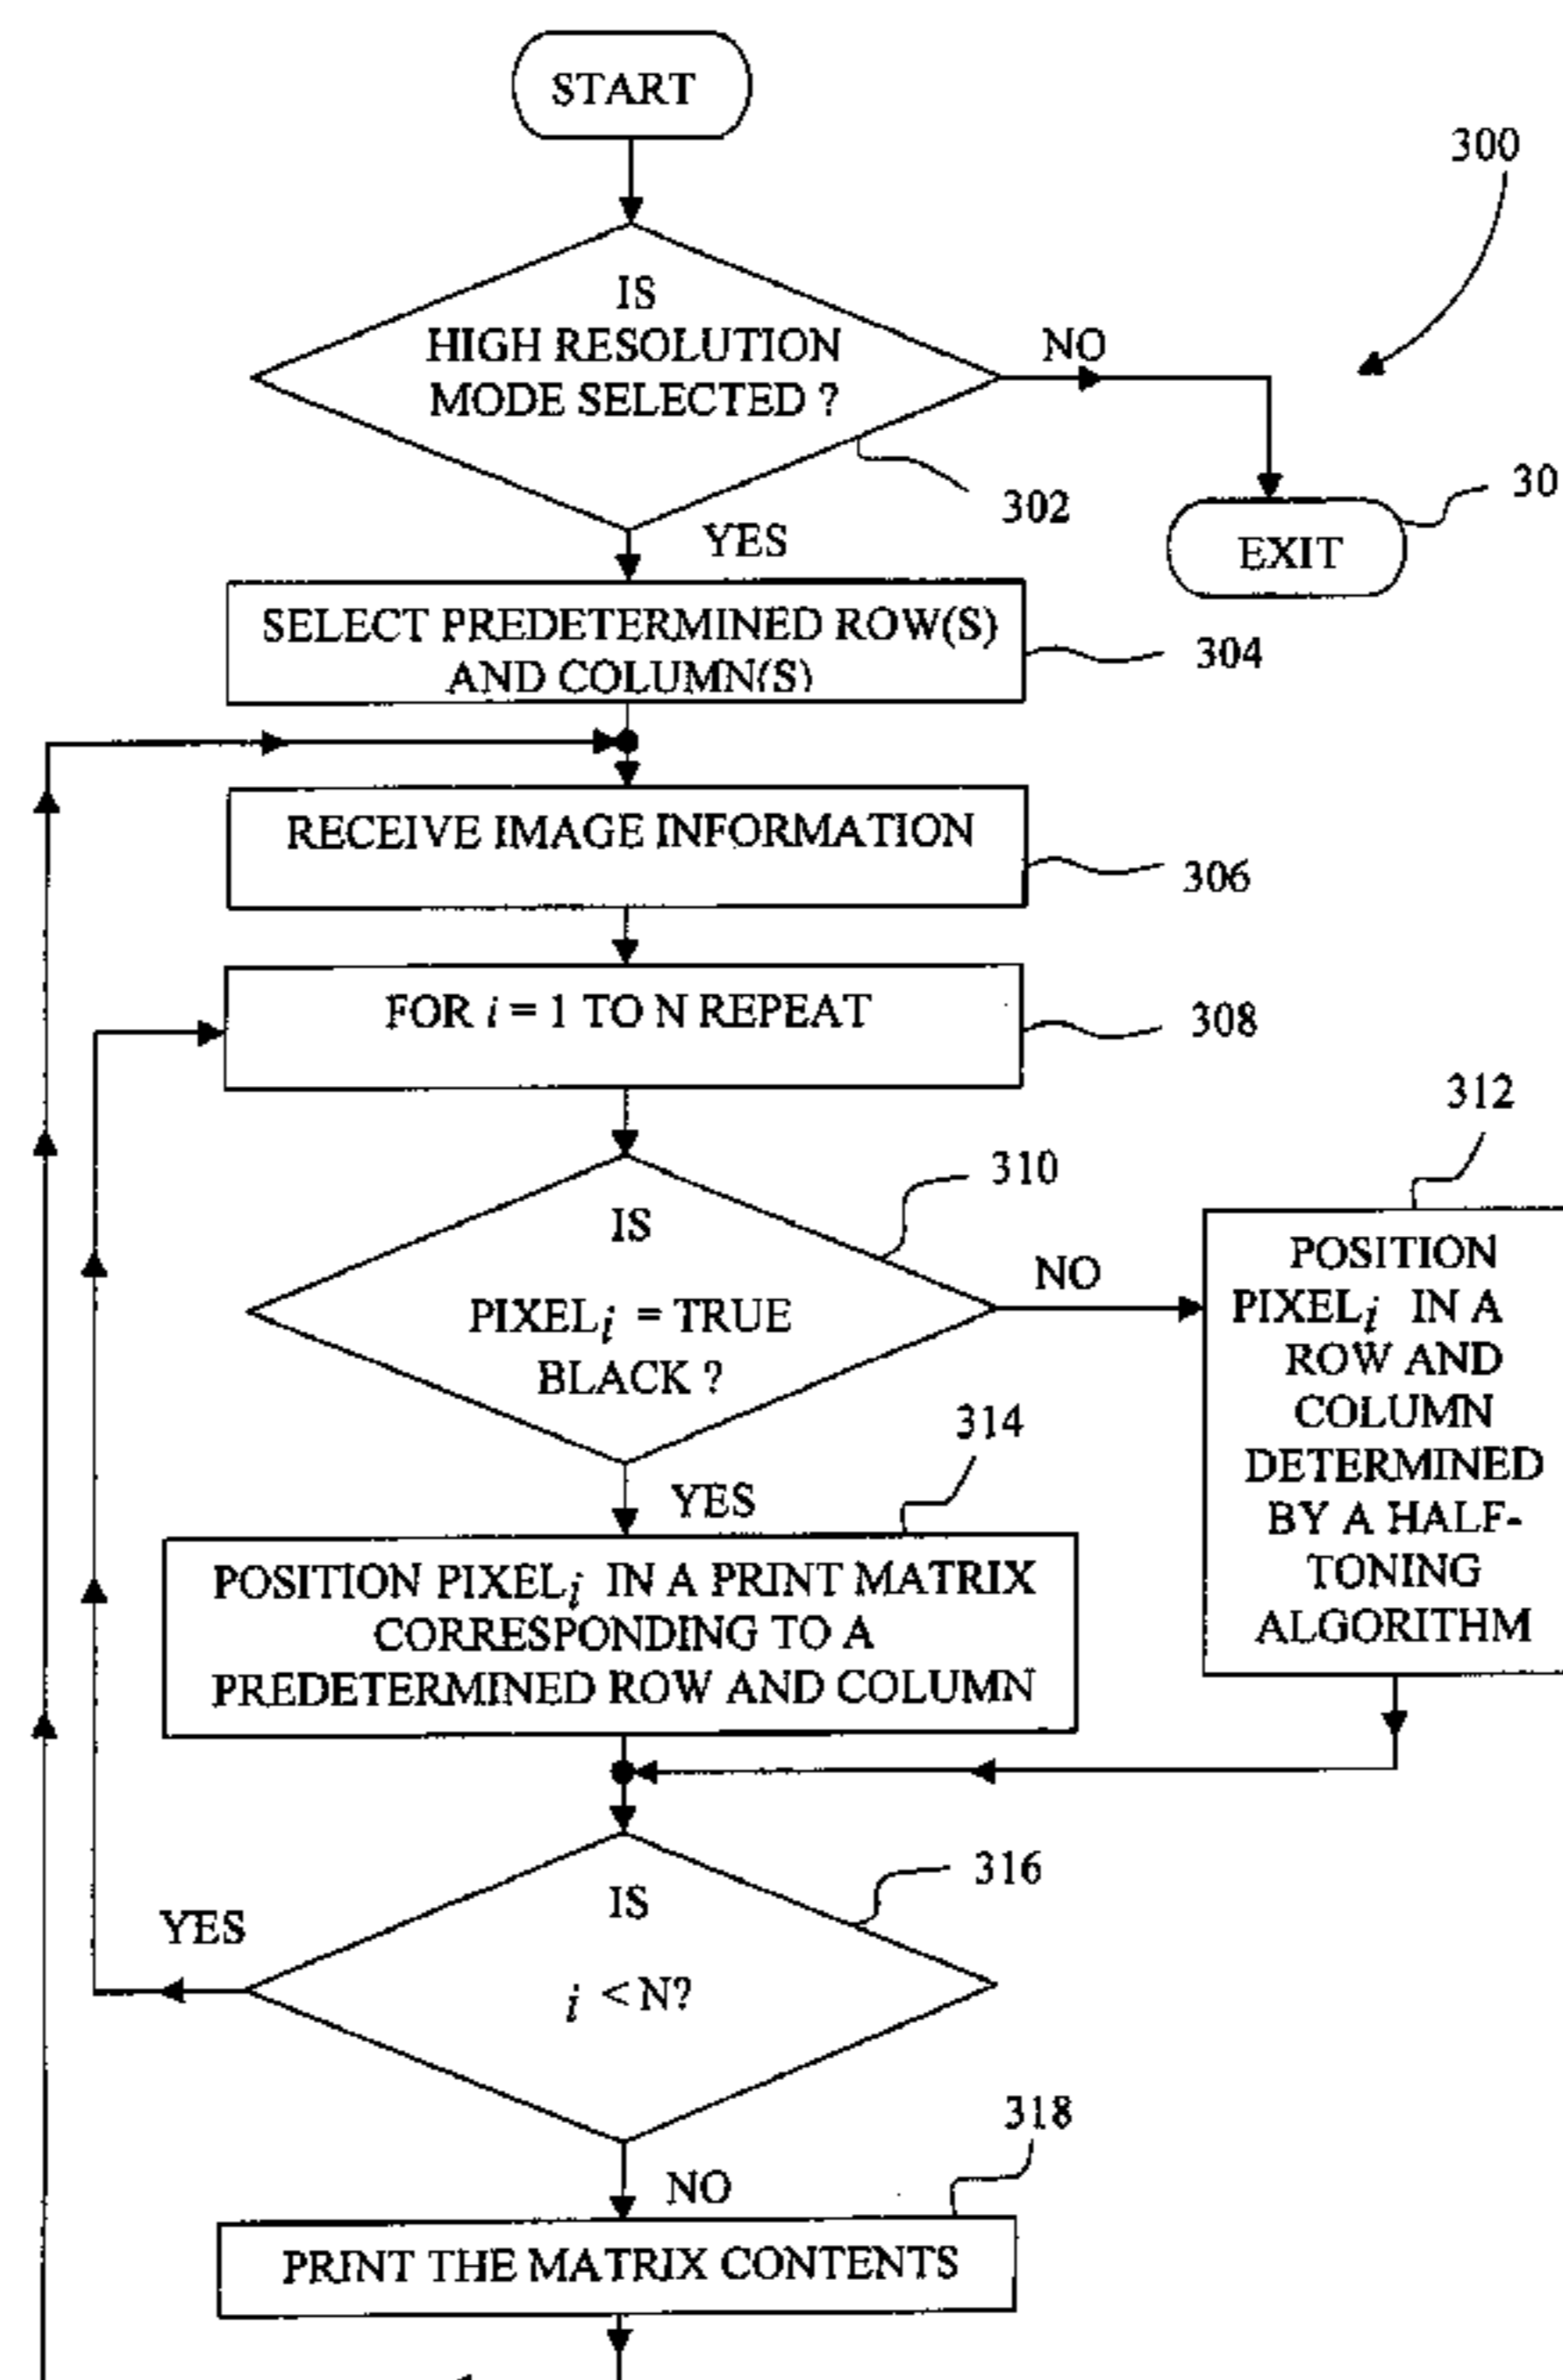 START
300
IS
HIGH RESOLUTION
MODE SELECTED ?
NO
302
30
EXIT
YES
SELECT PREDETERMINED ROW(S)
AND COLUMN(S)
304
RECEIVE IMAGE INFORMATION
306
FOR i = 1 TO N REPEAT
308
310
312
IS
PIXELi = TRUE
BLACK ?
NO
POSITION
PIXELi IN A
ROW AND
COLUMN
DETERMINED
BY A HALF-
TONING
ALGORITHM
314
YES
POSITION PIXELi IN A PRINT MATRIX
CORRESPONDING TO A
PREDETERMINED ROW AND COLUMN
316
IS
i < N?
YES
318
NO
PRINT THE MATRIX CONTENTS